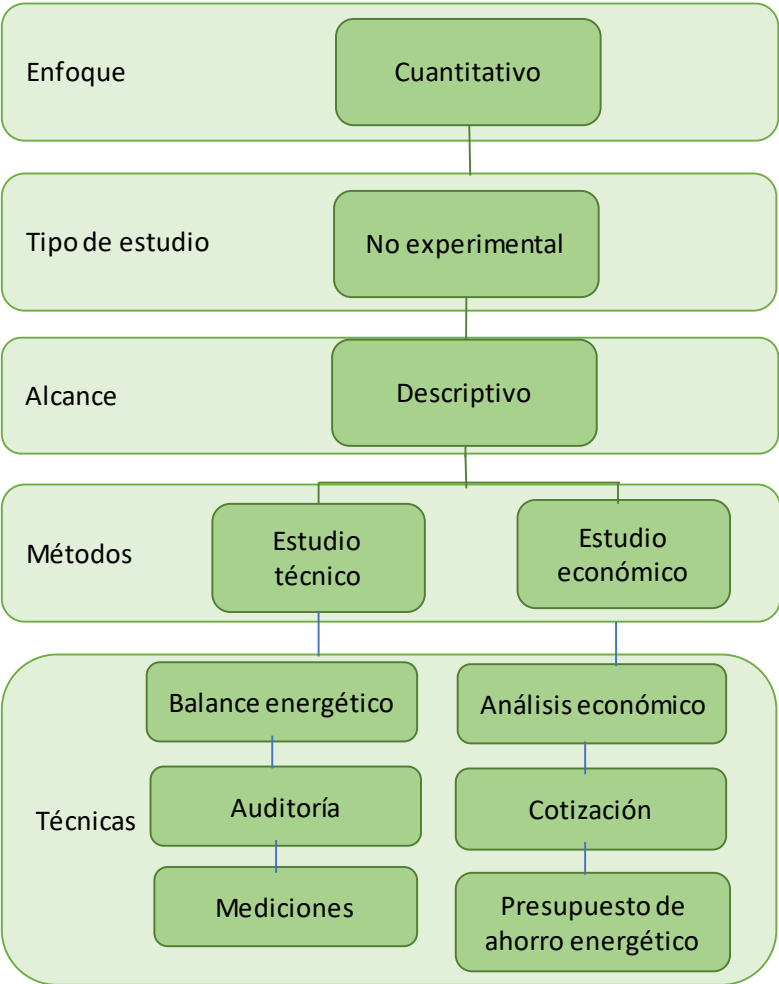 Enfoque
Cuantitativo
Tipo de estudio
No experimental
Alcance
Descriptivo
Métodos
Estudio
técnico
Estudio
económico
Técnicas
Balance energético
Análisis económico
Auditoría
Cotización
Mediciones
Presupuesto de
ahorro energético